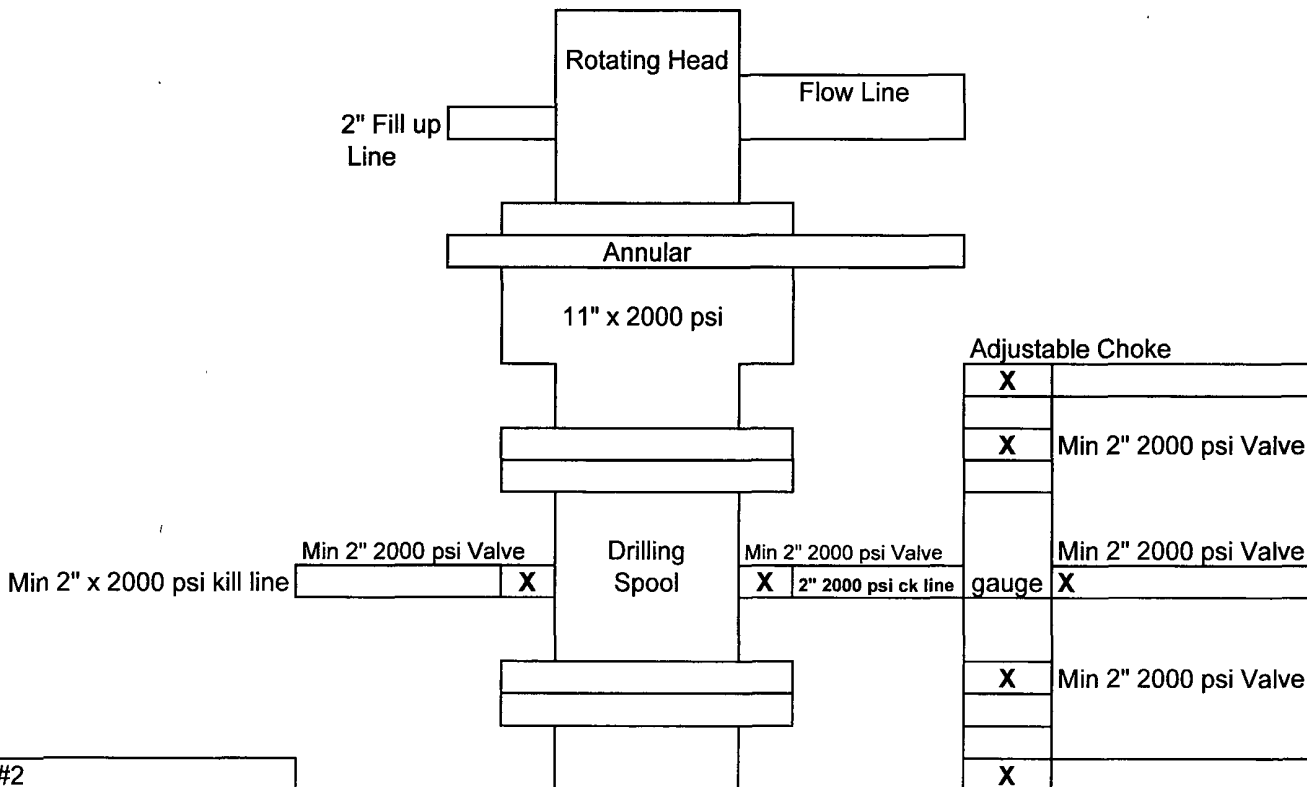 Rotating Head
Flow Line
2" Fill up
Line
Annular
11" x 2000 psi
Adjustable Choke
X
X Min 2" 2000 psi Valve
Min 2" 2000 psi Valve
Drilling
Spool
Min 2" 2000 psi Valve
Min 2" 2000 psi Valve
Min 2" x 2000 psi kill line
X
X
2" 2000 psi ck line
gauge
X
X Min 2" 2000 psi Valve
#2
X